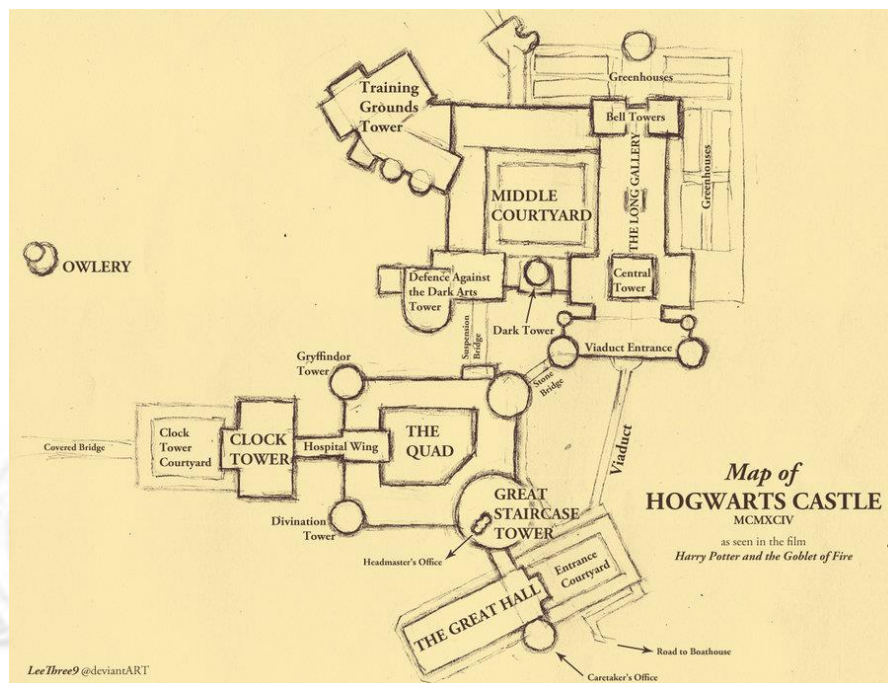 Greenhouses
Training
Grounds
Tower
Bell Towers
THE LONG GALLERY
Greenhouses
MIDDLE
COURTYARD
OWLERY
Defence Against
the Dark Arts
Tower
Central
Tower
Dark Tower
Suspension
Bridge
Viaduct Entrance
Gryffindor
Tower
Stone
Bridge
Viaduct
Covered Bridge
Clock
Tower
Courtyard
CLOCK
TOWER
Hospital Wing
THE
QUAD
GREAT
STAIRCASE
TOWER
Divination
Tower
Headmaster's Office
Map of
HOGWARTS CASTLE
MCMXCIV
as seen in the film
Harry Potter and the Goblet of Fire
Entrance
Courtyard
THE GREAT HALL
Road to Boathouse
Caretaker's Office
LeeThree9 @deviantART